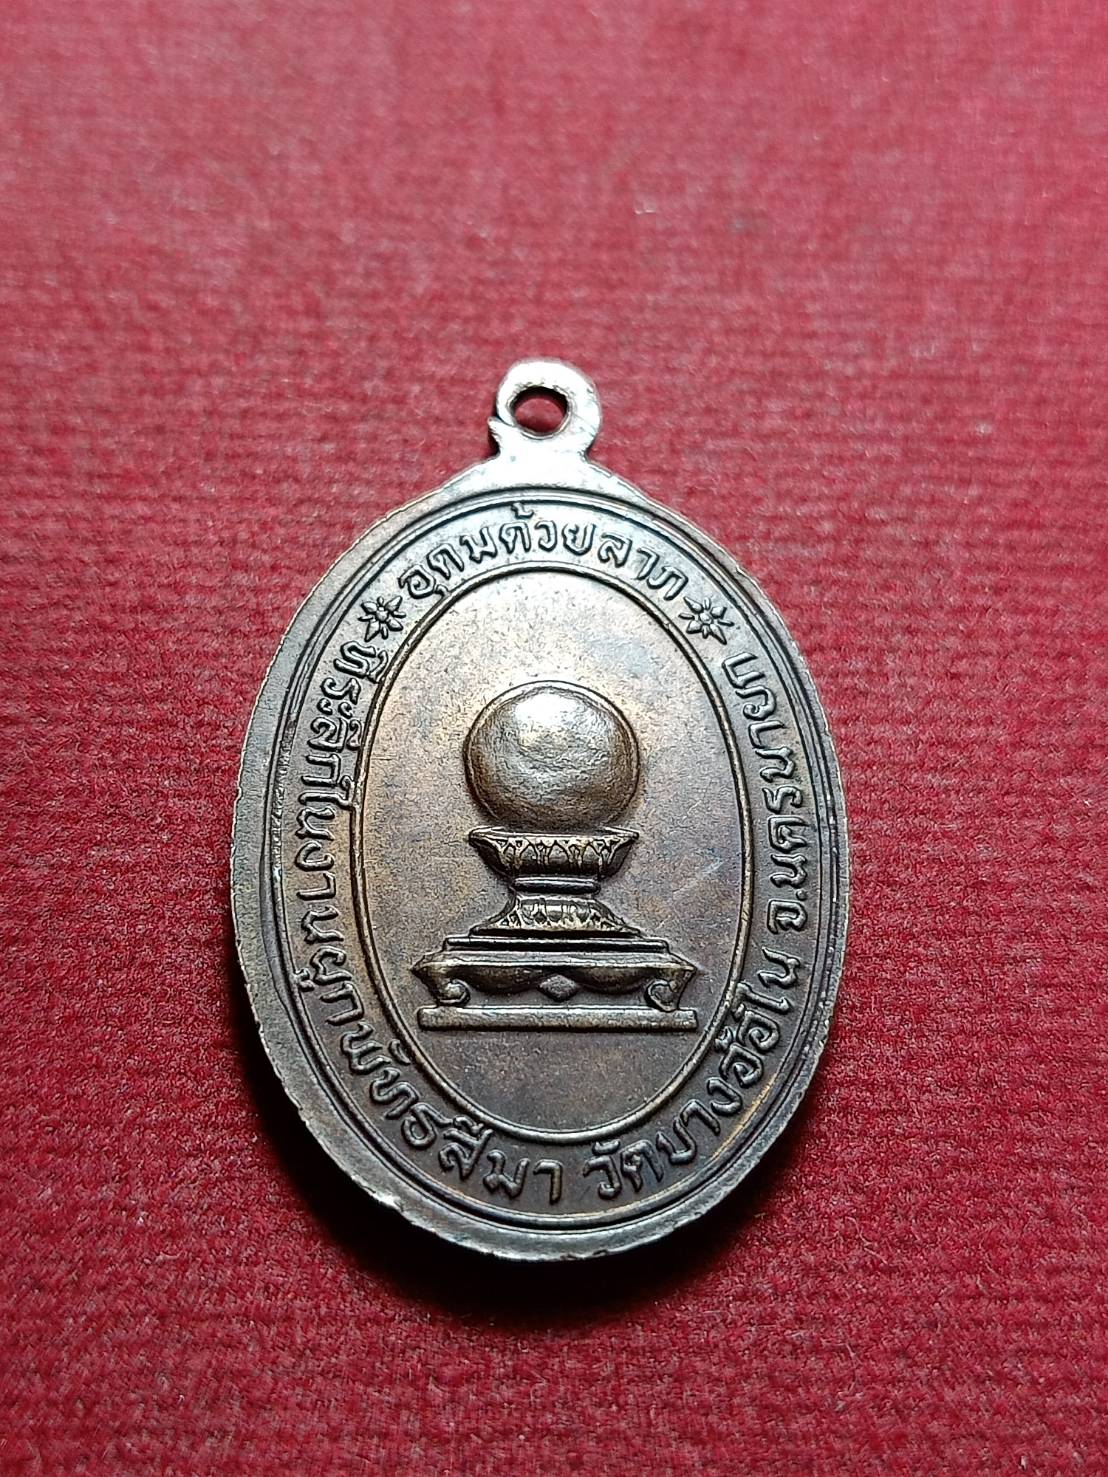 อุดมด้วยลาภ
ที่ระลึกในงานผูกพัทธสีมา วัดบางอ้อใน จ.นครนายก